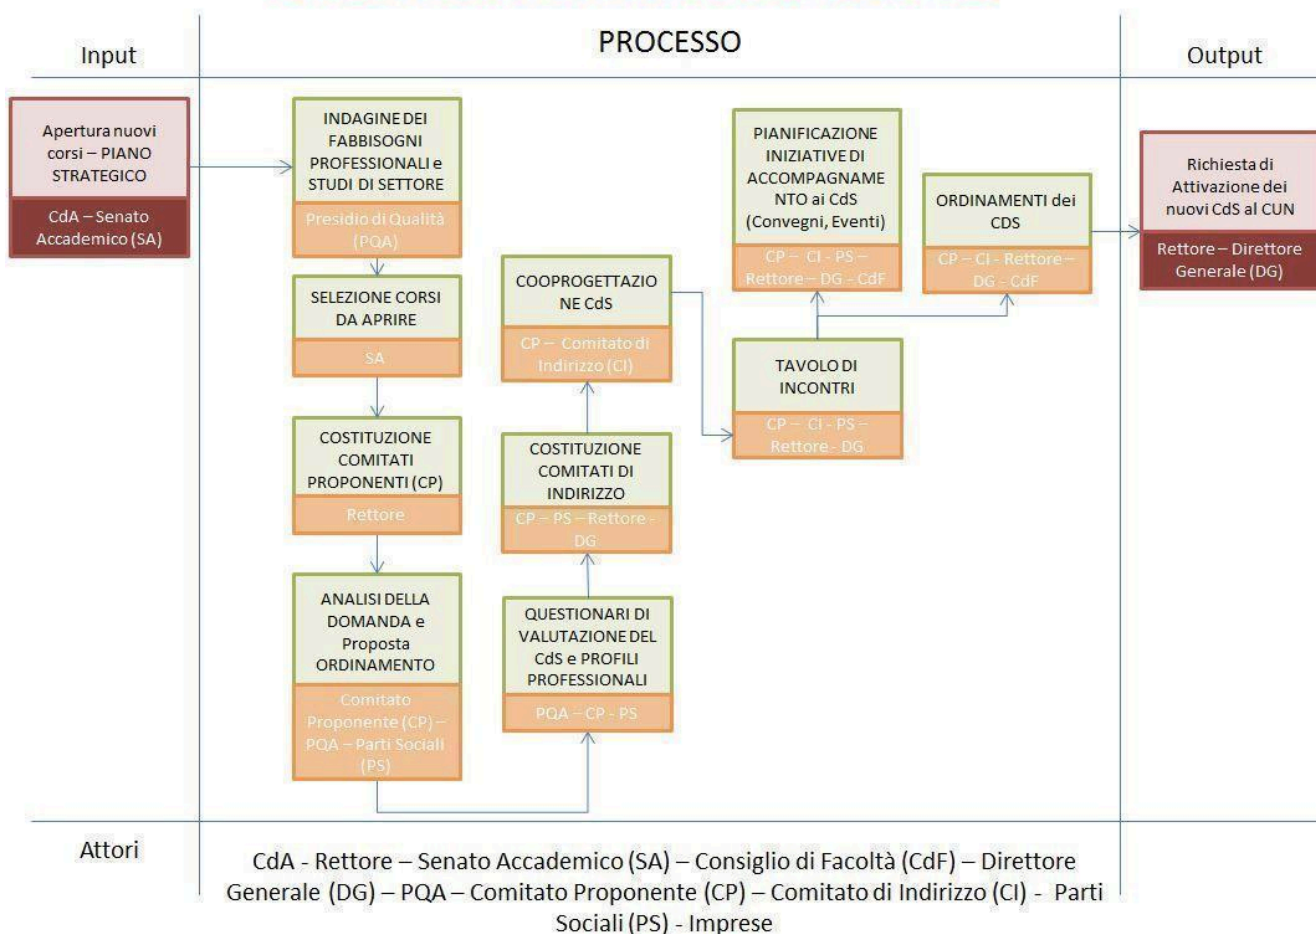 Input
PROCESSO
Output
Apertura nuovi
corsi – PIANO
STRATEGICO
CdA – Senato
Accademico (SA)
INDAGINE DEI
FABBISOGNI
PROFESSIONALI e
STUDI DI SETTORE
Presidio di Qualità
(PQA)
SELEZIONE CORSI
DA APRIRE
SA
COSTITUZIONE
COMITATI
PROPONENTI (CP)
Rettore
ANALISI DELLA
DOMANDA e
Proposta
ORDINAMENTO
Comitato
Proponente (CP) –
PQA – Parti Sociali
(PS)
QUESTIONARI DI
VALUTAZIONE DEL
CdS e PROFILI
PROFESSIONALI
PQA – CP - PS
COSTITUZIONE
COMITATI DI
INDIRIZZO
CP – PS – Rettore -
DG
COOPROGETTAZIO
NE CdS
CP – Comitato di
Indirizzo (CI)
TAVOLO DI
INCONTRI
CP – CI - PS –
Rettore - DG
PIANIFICAZIONE
INIZIATIVE DI
ACCOMPAGNAME
NTO ai CdS
(Convegni, Eventi)
CP – CI - PS –
Rettore – DG - CdF
ORDINAMENTI dei
CDS
CP – CI - Rettore –
DG - CdF
Richiesta di
Attivazione dei
nuovi CdS al CUN
Rettore – Direttore
Generale (DG)
Attori
CdA - Rettore – Senato Accademico (SA) – Consiglio di Facoltà (CdF) – Direttore
Generale (DG) – PQA – Comitato Proponente (CP) – Comitato di Indirizzo (CI) - Parti
Sociali (PS) - Imprese